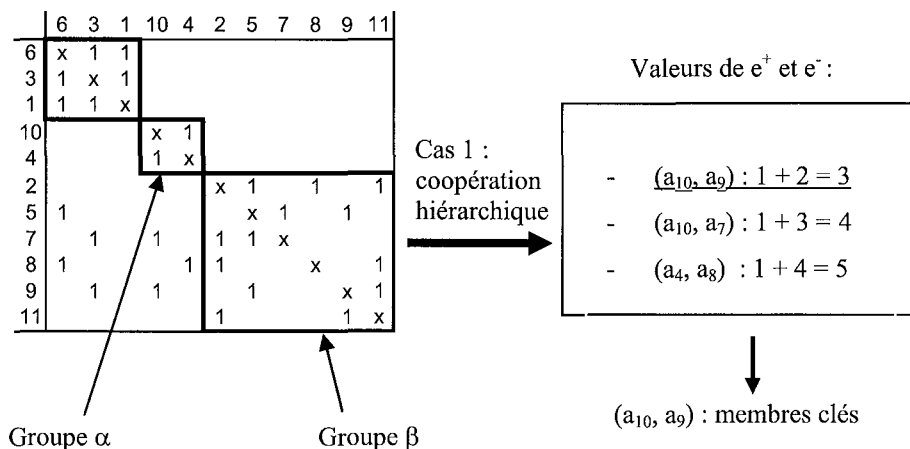 6 3 1 10 4 2 5 7 8 9 11
6 x 1 1
3 1 x 1
1 1 1 x
10 x 1
4 1 x
2 x 1 1 1
5 1 x 1 1
7 1 1 1 1 x
8 1 1 1 x 1
9 1 1 1 x 1
11 1 1 x
Groupe α
Groupe β
Cas 1 :
coopération
hiérarchique
Valeurs de e⁺ et e⁻ :
- (a₁₀, a₉) : 1 + 2 = 3
- (a₁₀, a₇) : 1 + 3 = 4
- (a₄, a₈) : 1 + 4 = 5
(a₁₀, a₉) : membres clés